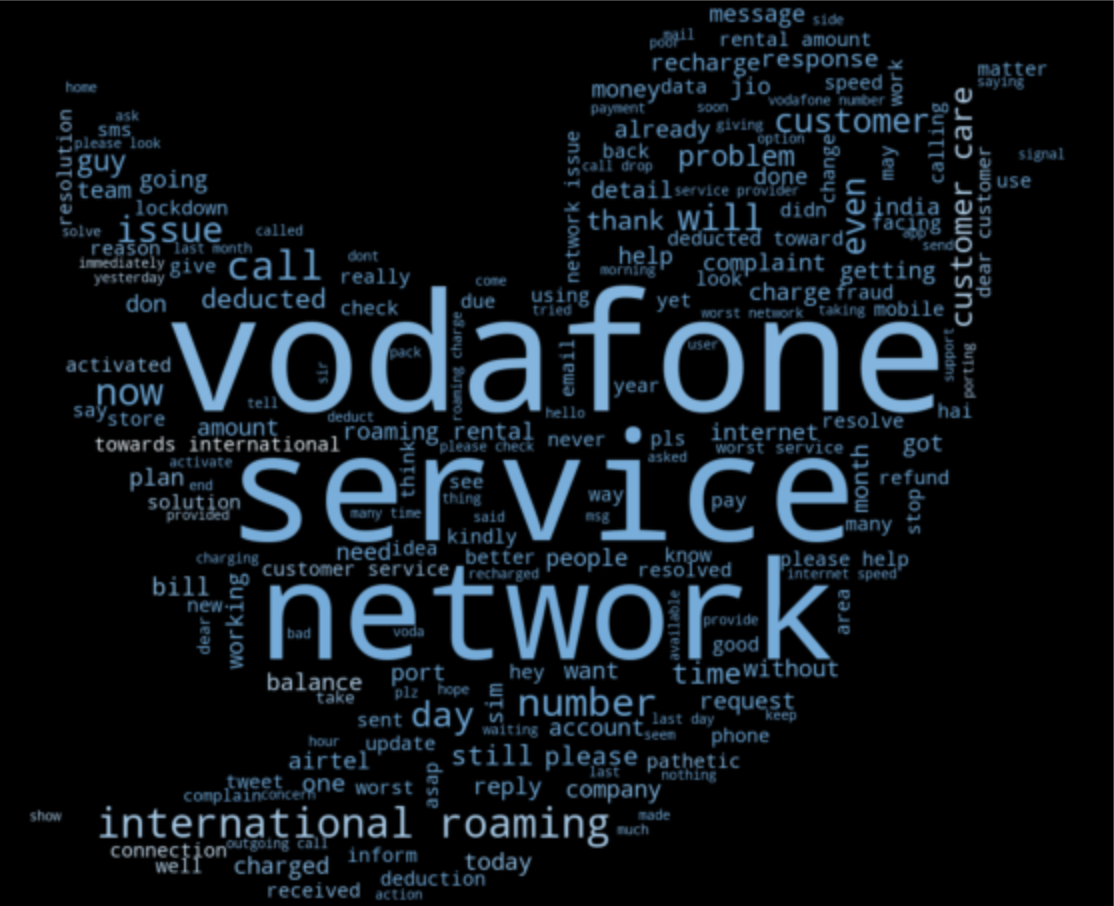 message side
mail
poor rental amount
recharge response
matter
saying
home
money data jio speed work
vodafone number
payment soon
ask
sms
please look
resolution
guy
team going
lockdown
already giving customer
option
back problem
call drop done
change may calling customer care
signal
use
dear customer
detail service provider
network issue
thank will didn even india
facing
app
send
deducted toward
solve issue called
reason last month
immediately give call
yesterday
dont
really
help complaint
morning look getting
come
don deducted check due using
tried yet
charge fraud
worst network taking mobile
vodafone
pack
sir
roaming charge
email
user
year
support
porting
activated
now
say store
tell
deduct
hello
hai
amount roaming rental never pls internet resolve
towards international please check worst service got
asked
activate
plan end
think
see
thing
way
pay
month
refund
service
solution
provided
many time said msg
many stop
kindly
charging need idea better people know please help
customer service recharged resolved internet speed
bill
new
dear
working
network
bad voda
available
provide
good
area
balance port hey want time without
take plz hope
sim number request
keep
sent day waiting account last day
seem phone
hour update still please pathetic
airtel last nothing
asap
tweet one worst reply company
complain concern
show international roaming made
much
connection outgoing call
well charged inform today
deduction
received action